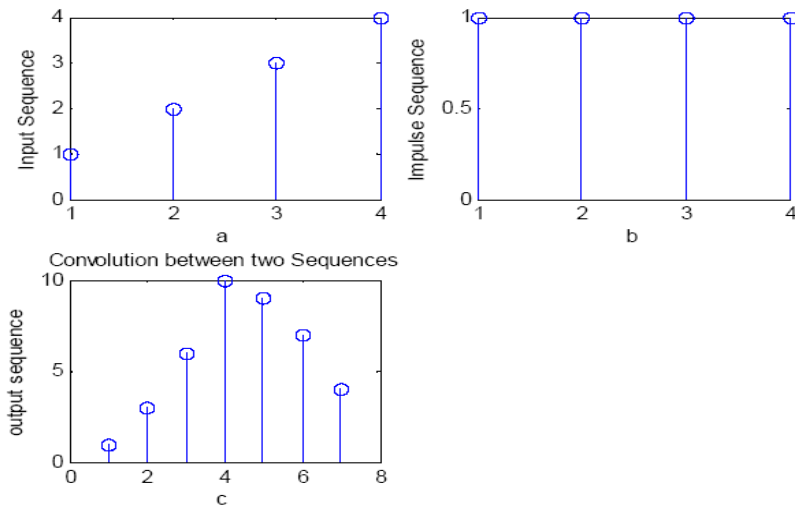 4
3
2
1
0
Input Sequence
1 2 3 4
a
1
0.5
0
Impulse Sequence
1 2 3 4
b
Convolution between two Sequences
10
5
0
output sequence
0 2 4 6 8
c